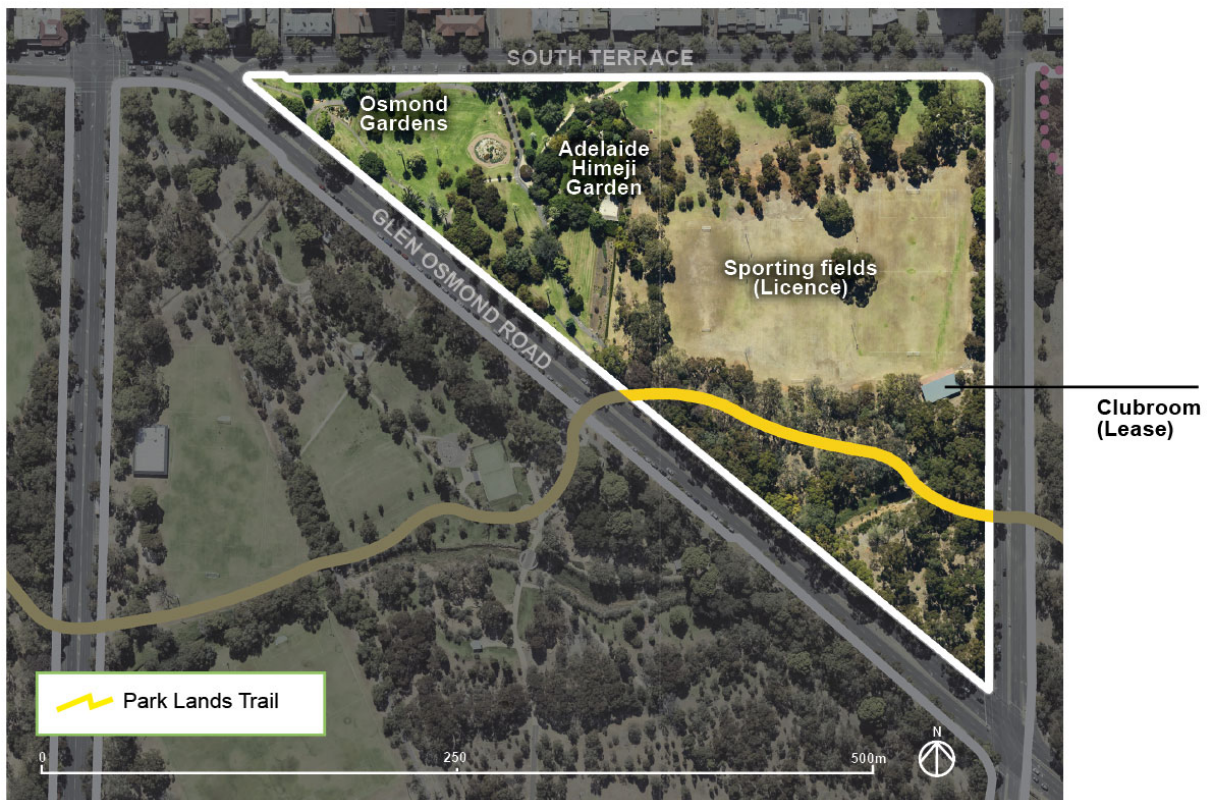 SOUTH TERRACE
Osmond
Gardens
Adelaide
Himeji
Garden
GLEN OSMOND ROAD
Sporting fields
(Licence)
Clubroom
(Lease)
Park Lands Trail
0
250
500m
N